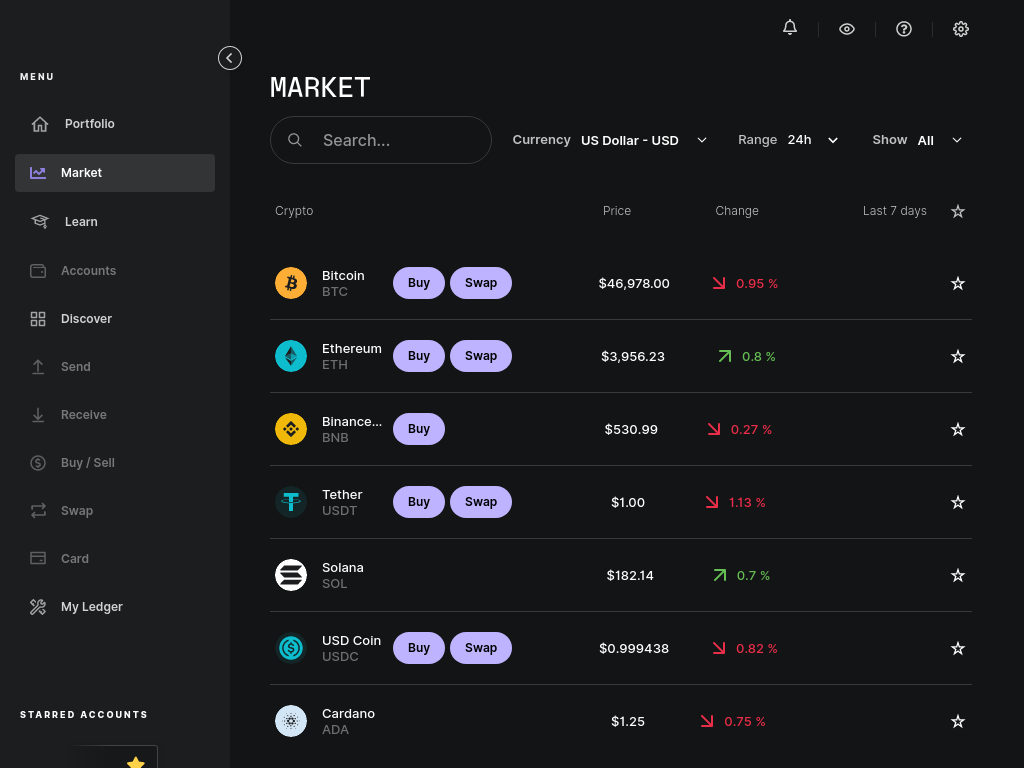 MENU
Portfolio
Market
Learn
Accounts
Discover
Send
Receive
Buy / Sell
Swap
Card
My Ledger
STARRED ACCOUNTS
MARKET
Search...
Currency US Dollar - USD
Range 24h
Show All
Crypto Price Change Last 7 days
Bitcoin
BTC
Buy Swap $46,978.00 0.95 %
Ethereum
ETH
Buy Swap $3,956.23 0.8 %
Binance...
BNB
Buy $530.99 0.27 %
Tether
USDT
Buy Swap $1.00 1.13 %
Solana
SOL
$182.14 0.7 %
USD Coin
USDC
Buy Swap $0.999438 0.82 %
Cardano
ADA
$1.25 0.75 %